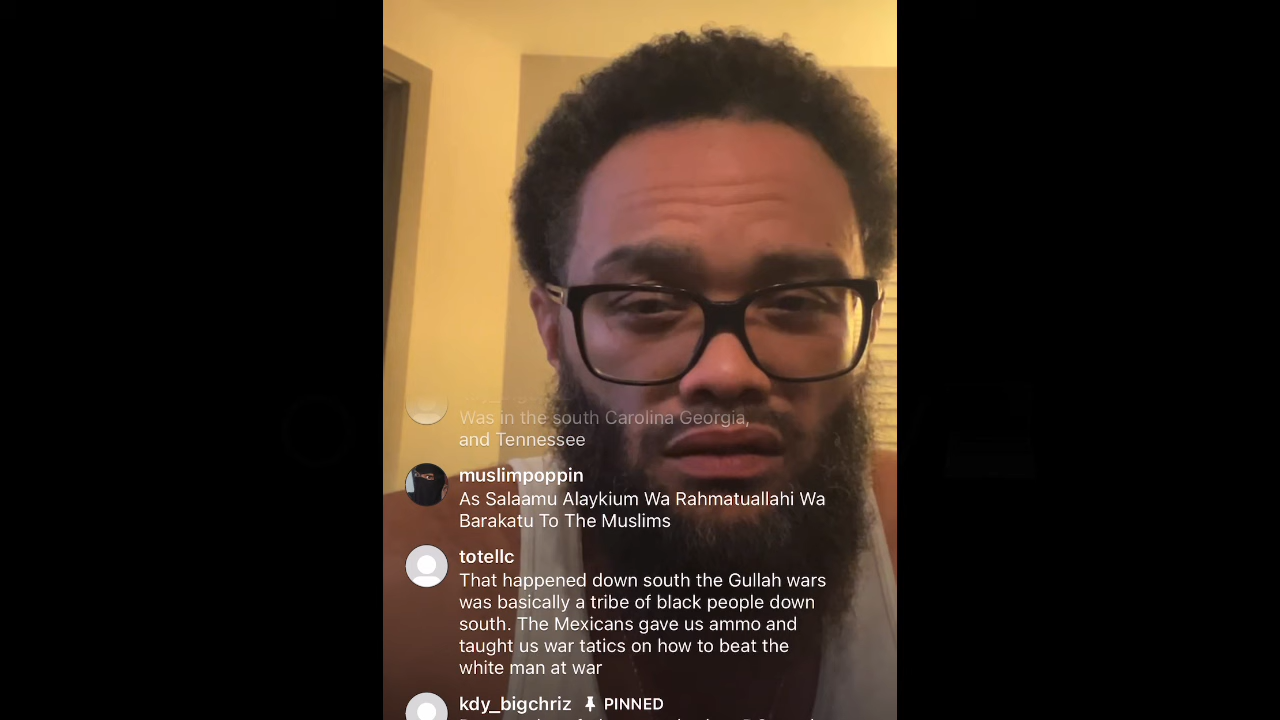 Was in the south Carolina Georgia,
and Tennessee
muslimpoppin
As Salaamu Alaykium Wa Rahmatuallahi Wa
Barakatu To The Muslims
totellc
That happened down south the Gullah wars
was basically a tribe of black people down
south. The Mexicans gave us ammo and
taught us war tatics on how to beat the
white man at war
kdy_bigchriz PINNED